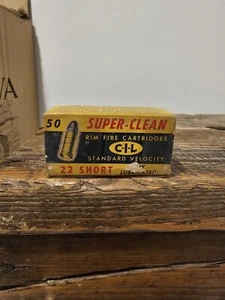 50 SUPER-CLEAN
RIM FIRE CARTRIDGES
C-I-L
STANDARD VELOCITY
22 SHORT